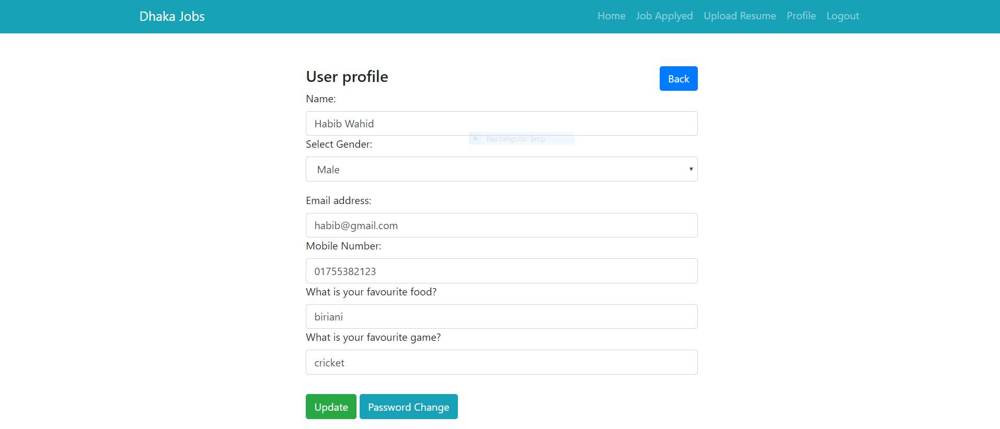 Dhaka Jobs Home Job Applyed Upload Resume Profile Logout
User profile Back
Name:
Habib Wahid
Rectangular Snip
Select Gender:
Male
Email address:
habib@gmail.com
Mobile Number:
01755382123
What is your favourite food?
biriani
What is your favourite game?
cricket
Update Password Change